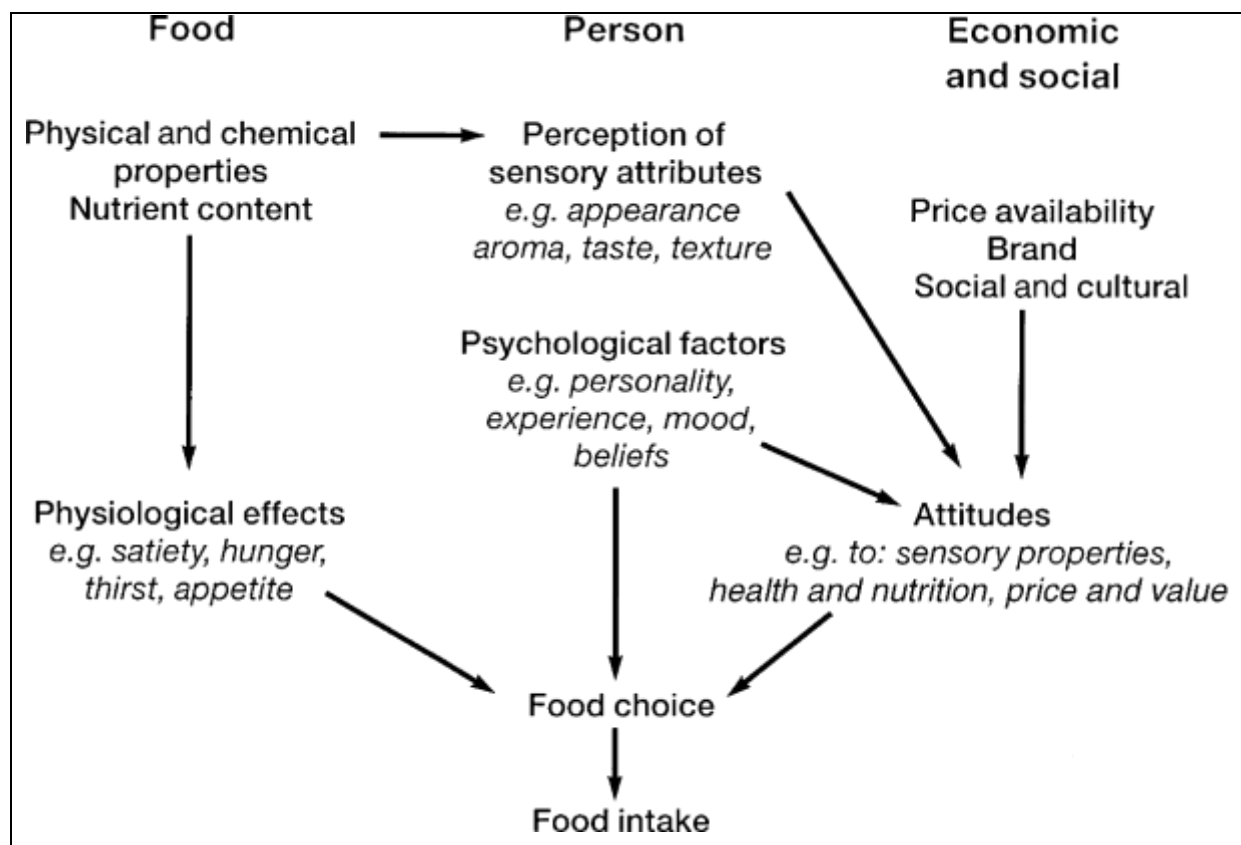 Food
Person
Economic
and social
Physical and chemical
properties
Nutrient content
Perception of
sensory attributes
e.g. appearance
aroma, taste, texture
Price availability
Brand
Social and cultural
Psychological factors
e.g. personality,
experience, mood,
beliefs
Physiological effects
e.g. satiety, hunger,
thirst, appetite
Attitudes
e.g. to: sensory properties,
health and nutrition, price and value
Food choice
Food intake